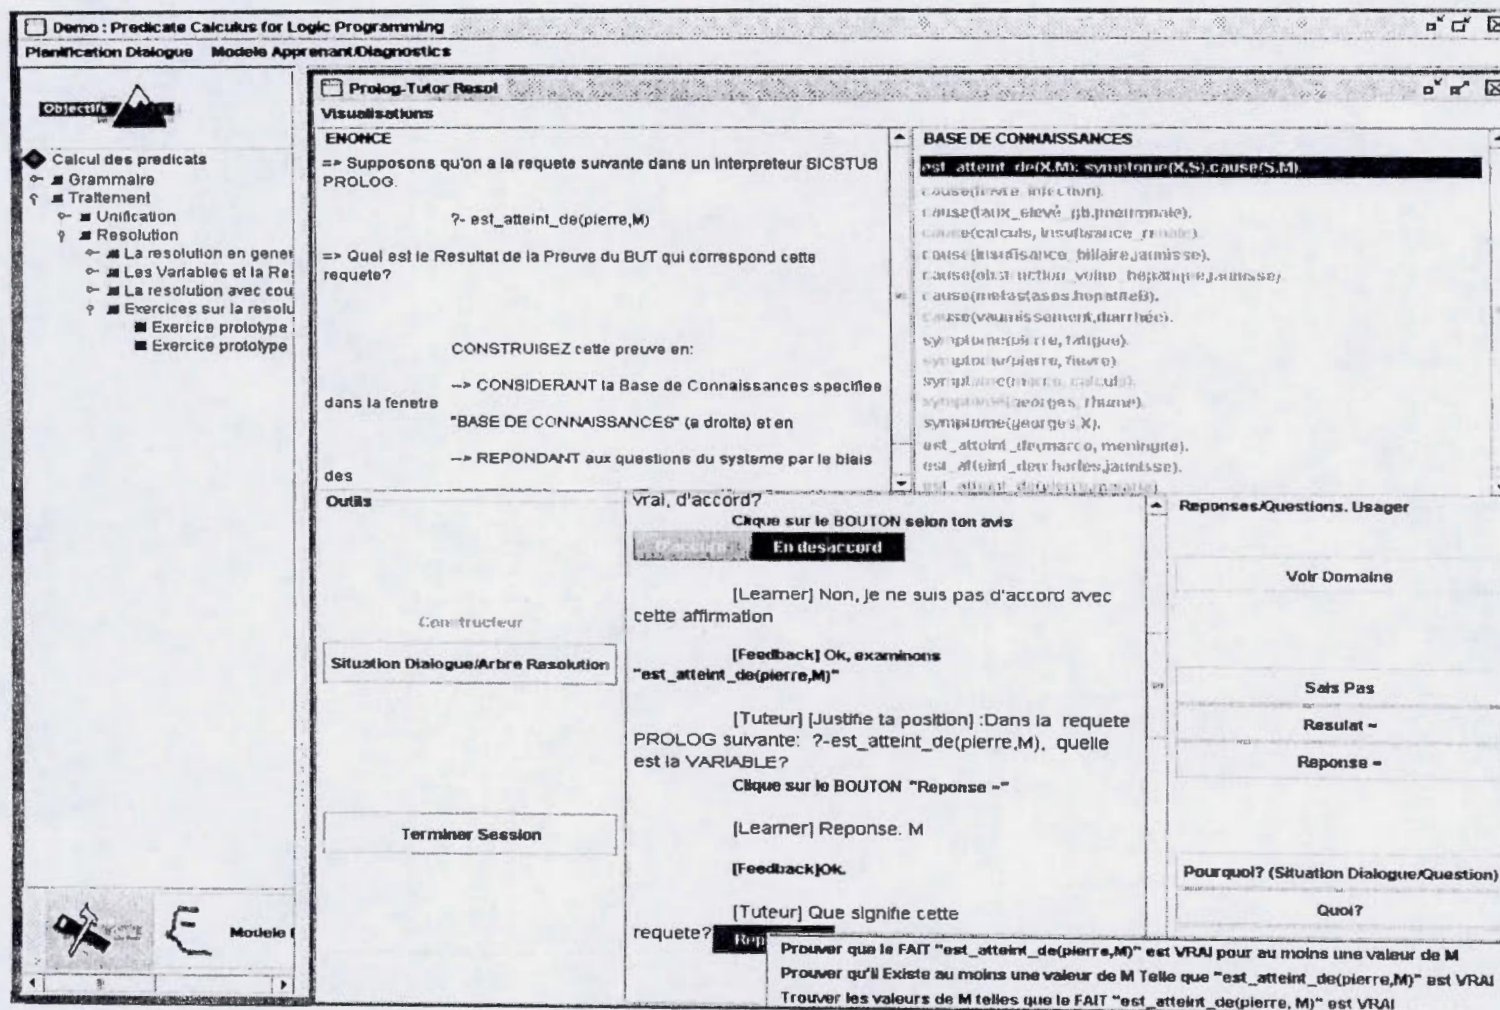 Demo : Predicate Calculus for Logic Programming
Planification Dialogue Modele Apprenant/Diagnostics
Objectifs
Calcul des predicats
Grammaire
Traitement
Unification
Resolution
La resolution en gener
Les Variables et la Re
La resolution avec cou
Exercices sur la resolu
Exercice prototype
Exercice prototype
Modele
Prolog-Tutor Resol
Visualisations
ENONCE
=> Supposons qu'on a la requete suivante dans un interpreteur SICSTUS
PROLOG.
?- est_atteint_de(pierre,M)
=> Quel est le Resultat de la Preuve du BUT qui correspond cette
requete?
CONSTRUISEZ cette preuve en:
--> CONSIDERANT la Base de Connaissances specifiee
dans la fenetre
"BASE DE CONNAISSANCES" (a droite) et en
--> REPONDANT aux questions du systeme par le biais
des
BASE DE CONNAISSANCES
est_atteint_de(X,M): symptome(X,S),cause(S,M)
cause(insuffisance_biliaire,jaunisse).
cause(metastases,hepatiteB).
symptome(pierre, fatigue).
symptome(georges, rhume).
symptome(georges,X).
est_atteint_de(marco, meningite).
est_atteint_de(charles,jaunisse).
Outils
Constructeur
Situation Dialogue/Arbre Resolution
Terminer Session
vrai, d'accord?
Clique sur le BOUTON selon ton avis
En desaccord
[Learner] Non, je ne suis pas d'accord avec
cette affirmation
[Feedback] Ok, examinons
"est_atteint_de(pierre,M)"
[Tuteur] [Justifie ta position] :Dans la requete
PROLOG suivante: ?-est_atteint_de(pierre,M), quelle
est la VARIABLE?
Clique sur le BOUTON "Reponse ~"
[Learner] Reponse. M
[Feedback]Ok.
[Tuteur] Que signifie cette
requete? Rep
Prouver que le FAIT "est_atteint_de(pierre,M)" est VRAI pour au moins une valeur de M
Prouver qu'il Existe au moins une valeur de M Telle que "est_atteint_de(pierre,M)" est VRAI
Trouver les valeurs de M telles que le FAIT "est_atteint_de(pierre, M)" est VRAI
Reponses/Questions. Usager
Voir Domaine
Sais Pas
Resulat ~
Reponse ~
Pourquoi? (Situation Dialogue/Question)
Quoi?